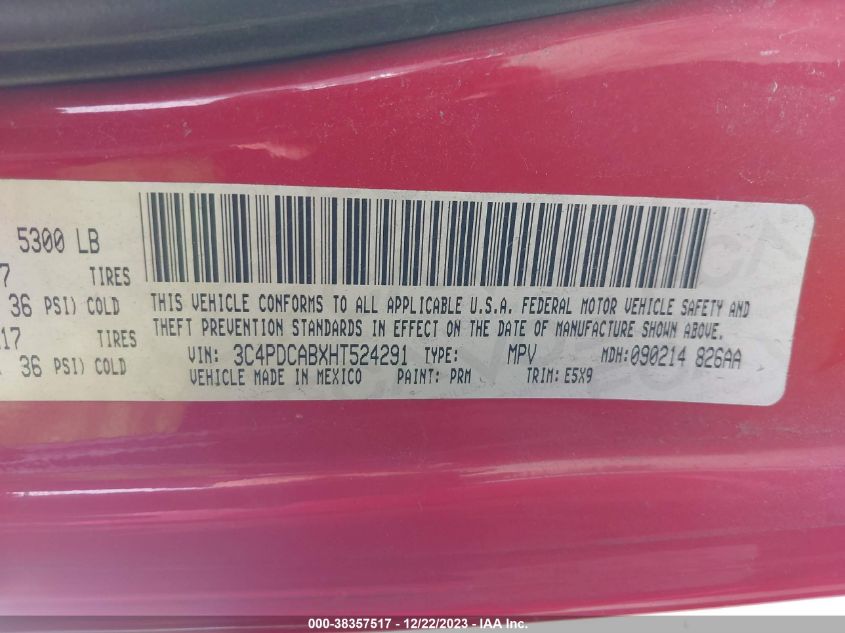 5300 LB
7 TIRES
36 PSI) COLD
17 TIRES
36 PSI) COLD
THIS VEHICLE CONFORMS TO ALL APPLICABLE U.S.A. FEDERAL MOTOR VEHICLE SAFETY AND
THEFT PREVENTION STANDARDS IN EFFECT ON THE DATE OF MANUFACTURE SHOWN ABOVE.
VIN: 3C4PDCABXHT524291 TYPE: MPV MDH:090214 826AA
VEHICLE MADE IN MEXICO PAINT: PRM TRIM: E5X9
000-38357517 - 12/22/2023 - IAA Inc.